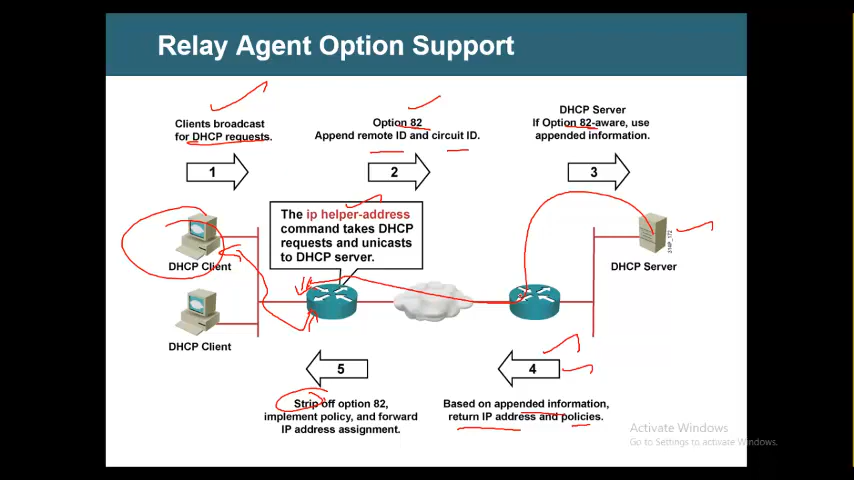 Relay Agent Option Support
Clients broadcast
for DHCP requests.
Option 82
Append remote ID and circuit ID.
DHCP Server
If Option 82-aware, use
appended information.
1
2
3
The ip helper-address
command takes DHCP
requests and unicasts
to DHCP server.
DHCP Client
DHCP Server
DHCP Client
5
4
Strip off option 82,
implement policy, and forward
IP address assignment.
Based on appended information,
return IP address and policies.
Activate Windows
Go to Settings to activate Windows.